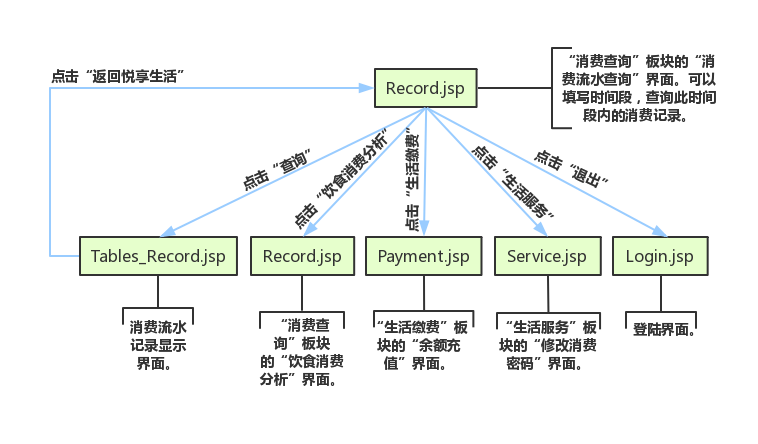 点击“返回悦享生活”
Record.jsp
“消费查询”板块的“消
费流水查询”界面。可以
填写时间段，查询此时间
段内的消费记录。
点击“查询”
点击“饮食消费分析”
点击“生活缴费”
点击“生活服务”
点击“退出”
Tables_Record.jsp
Record.jsp
Payment.jsp
Service.jsp
Login.jsp
消费流水
记录显示
界面。
“消费查
询”板块
的“饮食消费
分析”界面。
“生活缴费”板
块的“余额充
值”界面。
“生活服务”板
块的“修改消费
密码”界面。
登陆界面。